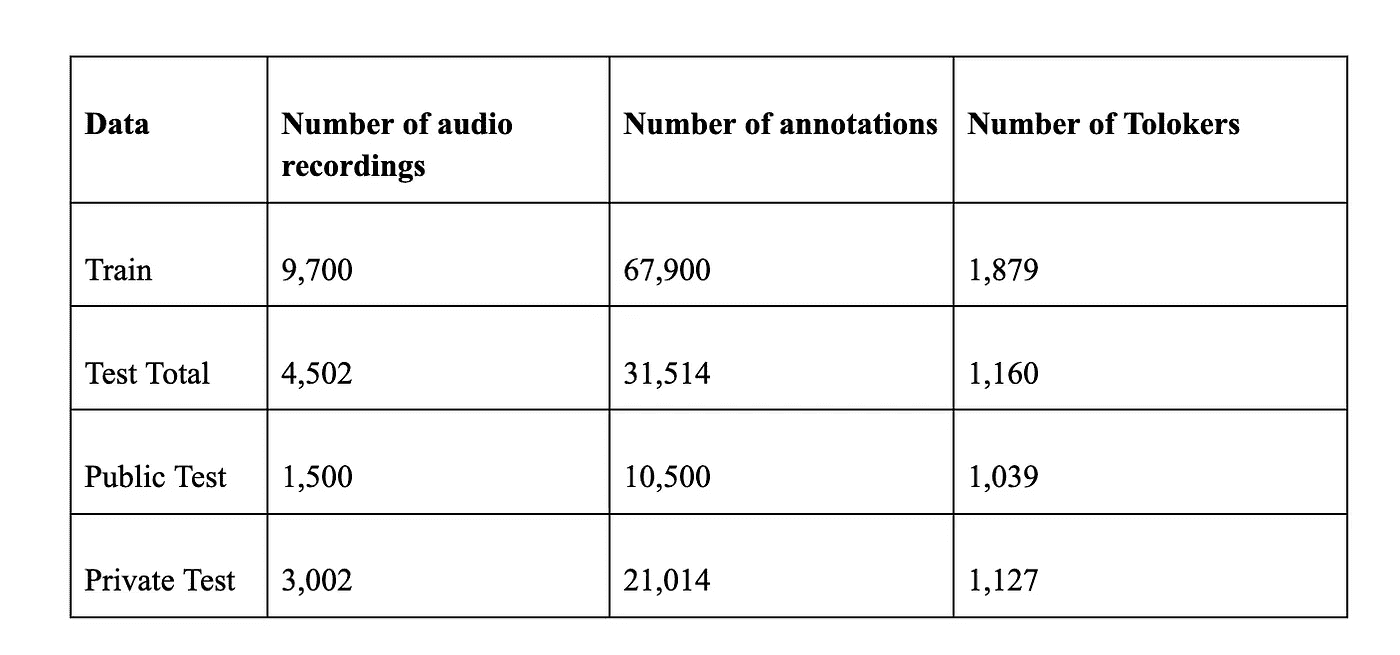 Data Number of audio recordings Number of annotations Number of Tolokers
Train 9,700 67,900 1,879
Test Total 4,502 31,514 1,160
Public Test 1,500 10,500 1,039
Private Test 3,002 21,014 1,127